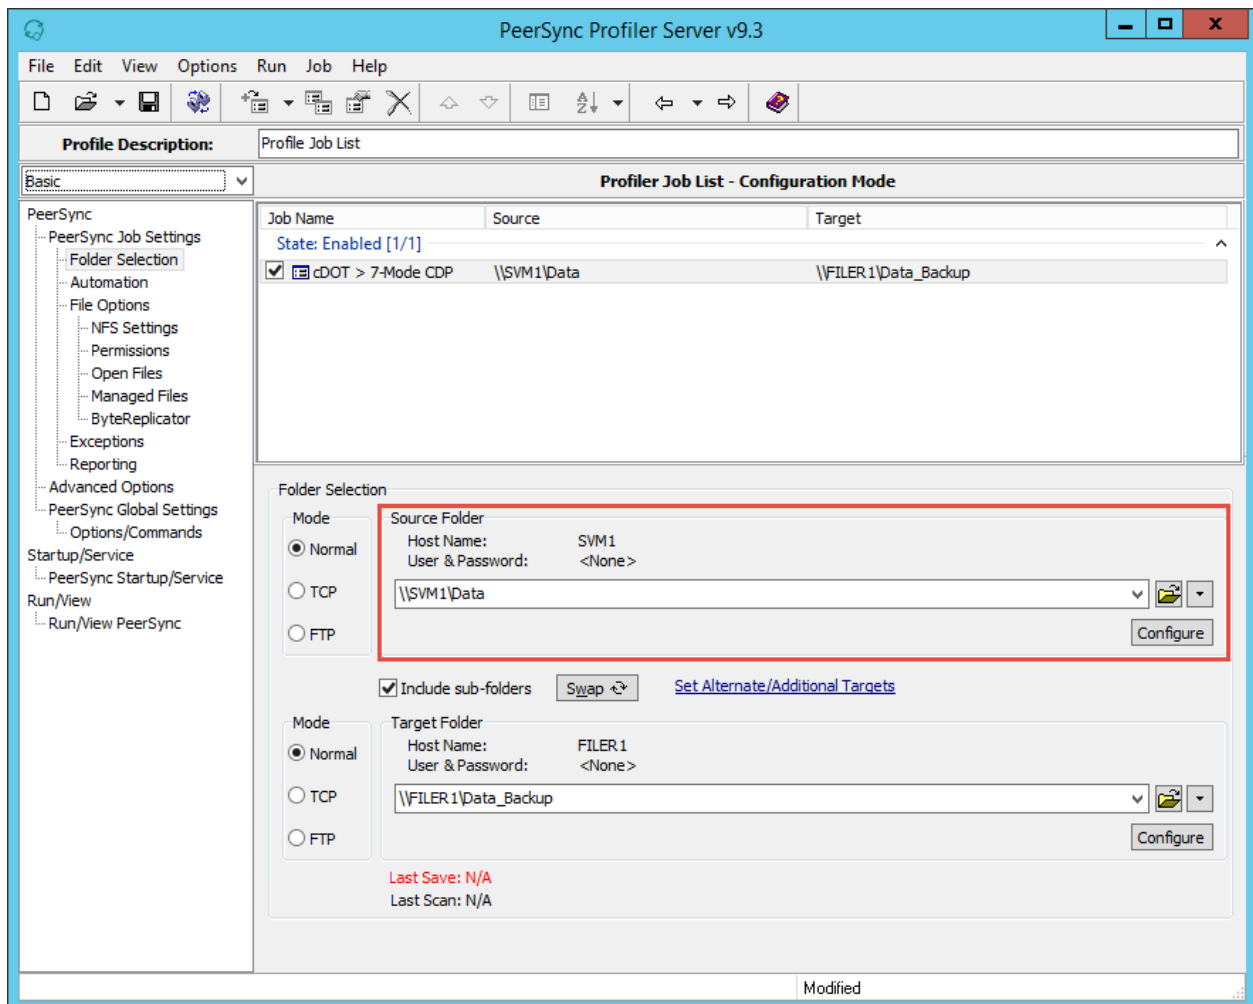 PeerSync Profiler Server v9.3
File Edit View Options Run Job Help
Profile Description: Profile Job List
Basic
Profiler Job List - Configuration Mode
PeerSync
PeerSync Job Settings
Folder Selection
Automation
File Options
NFS Settings
Permissions
Open Files
Managed Files
ByteReplicator
Exceptions
Reporting
Advanced Options
PeerSync Global Settings
Options/Commands
Startup/Service
PeerSync Startup/Service
Run/View
Run/View PeerSync
Job Name Source Target
State: Enabled [1/1]
cDOT > 7-Mode CDP \\SVM1\Data \\FILER1\Data_Backup
Folder Selection
Mode
Normal
TCP
FTP
Source Folder
Host Name: SVM1
User & Password: <None>
\\SVM1\Data
Configure
Include sub-folders Swap Set Alternate/Additional Targets
Mode
Normal
TCP
FTP
Target Folder
Host Name: FILER1
User & Password: <None>
\\FILER1\Data_Backup
Configure
Last Save: N/A
Last Scan: N/A
Modified